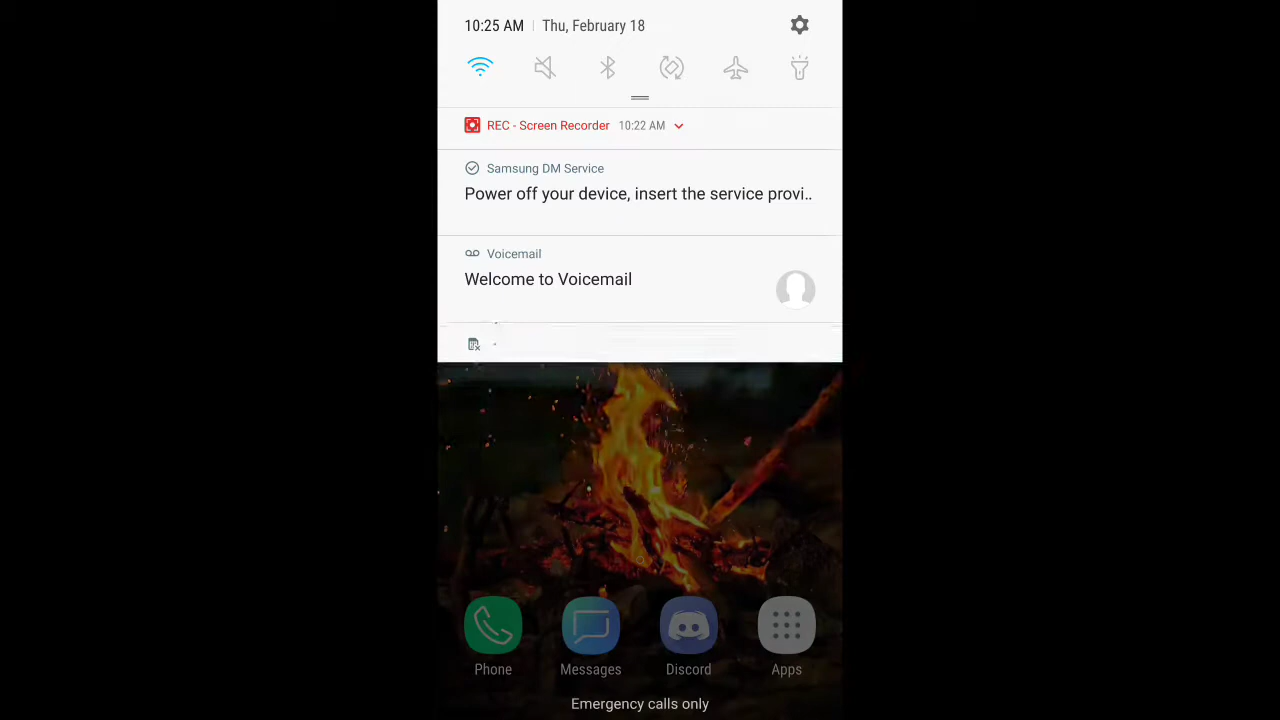 10:25 AM | Thu, February 18
REC - Screen Recorder 10:22 AM
Samsung DM Service
Power off your device, insert the service provi..
Voicemail
Welcome to Voicemail
Phone Messages Discord Apps
Emergency calls only